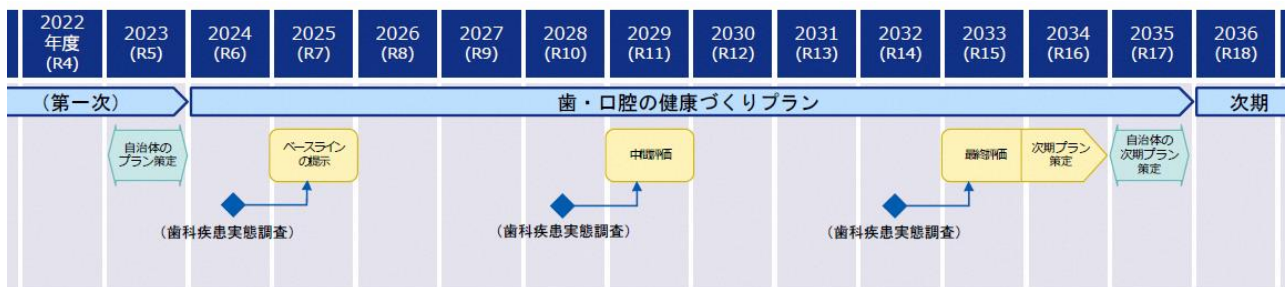 2022
年度
(R4)
2023
(R5)
2024
(R6)
2025
(R7)
2026
(R8)
2027
(R9)
2028
(R10)
2029
(R11)
2030
(R12)
2031
(R13)
2032
(R14)
2033
(R15)
2034
(R16)
2035
(R17)
2036
(R18)
(第一次)
歯・口腔の健康づくりプラン
次期
自治体の
プラン策定
ベースライン
の提示
中間評価
最終評価
次期プラン
策定
自治体の
次期プラン
策定
(歯科疾患実態調査)
(歯科疾患実態調査)
(歯科疾患実態調査)